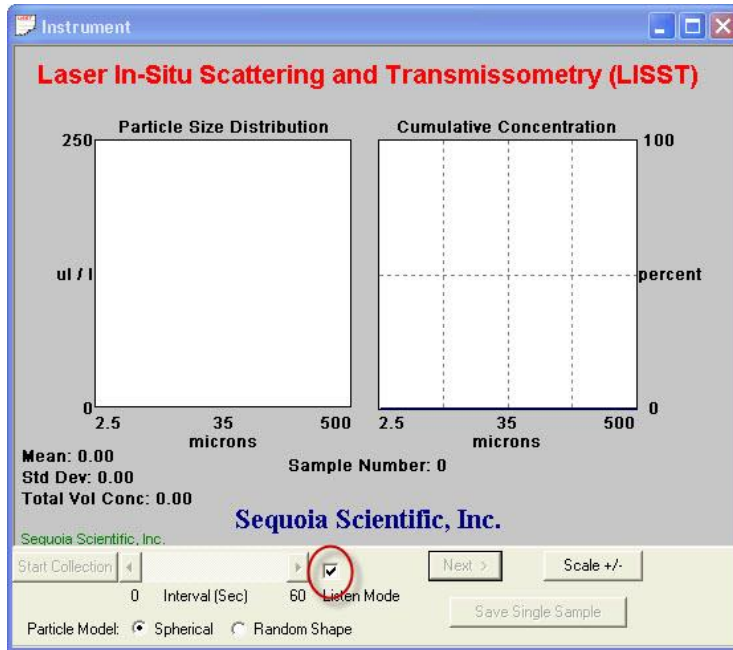 Instrument
Laser In-Situ Scattering and Transmissometry (LISST)
Particle Size Distribution
Cumulative Concentration
250
100
ul / l
percent
0
0
2.5 35 500
2.5 35 500
microns
microns
Mean: 0.00
Sample Number: 0
Std Dev: 0.00
Total Vol Conc: 0.00
Sequoia Scientific, Inc.
Sequoia Scientific, Inc.
Start Collection
Next >
Scale +/-
0 Interval (Sec) 60 Listen Mode
Save Single Sample
Particle Model: Spherical Random Shape